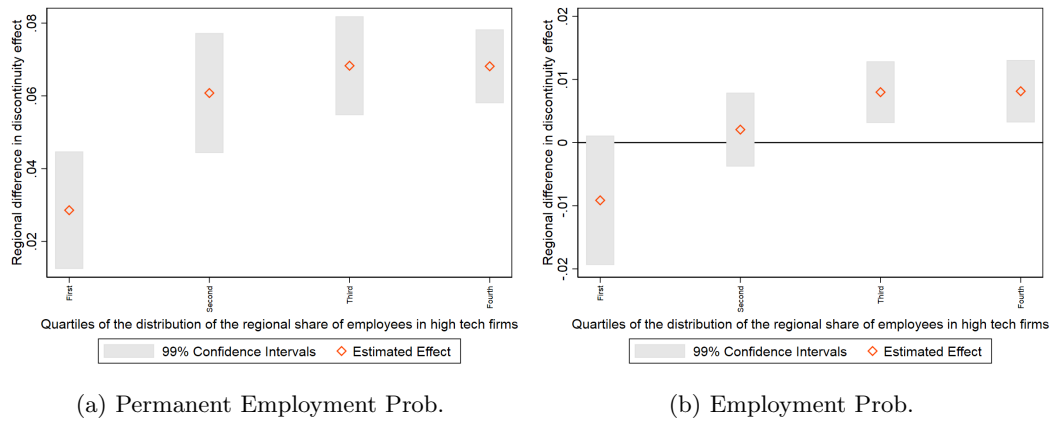 Regional difference in discontinuity effect
.08
.06
.04
.02
First
Second
Third
Fourth
Quartiles of the distribution of the regional share of employees in high tech firms
99% Confidence Intervals
Estimated Effect
(a) Permanent Employment Prob.
Regional difference in discontinuity effect
.02
.01
0
-.01
-.02
First
Second
Third
Fourth
Quartiles of the distribution of the regional share of employees in high tech firms
99% Confidence Intervals
Estimated Effect
(b) Employment Prob.